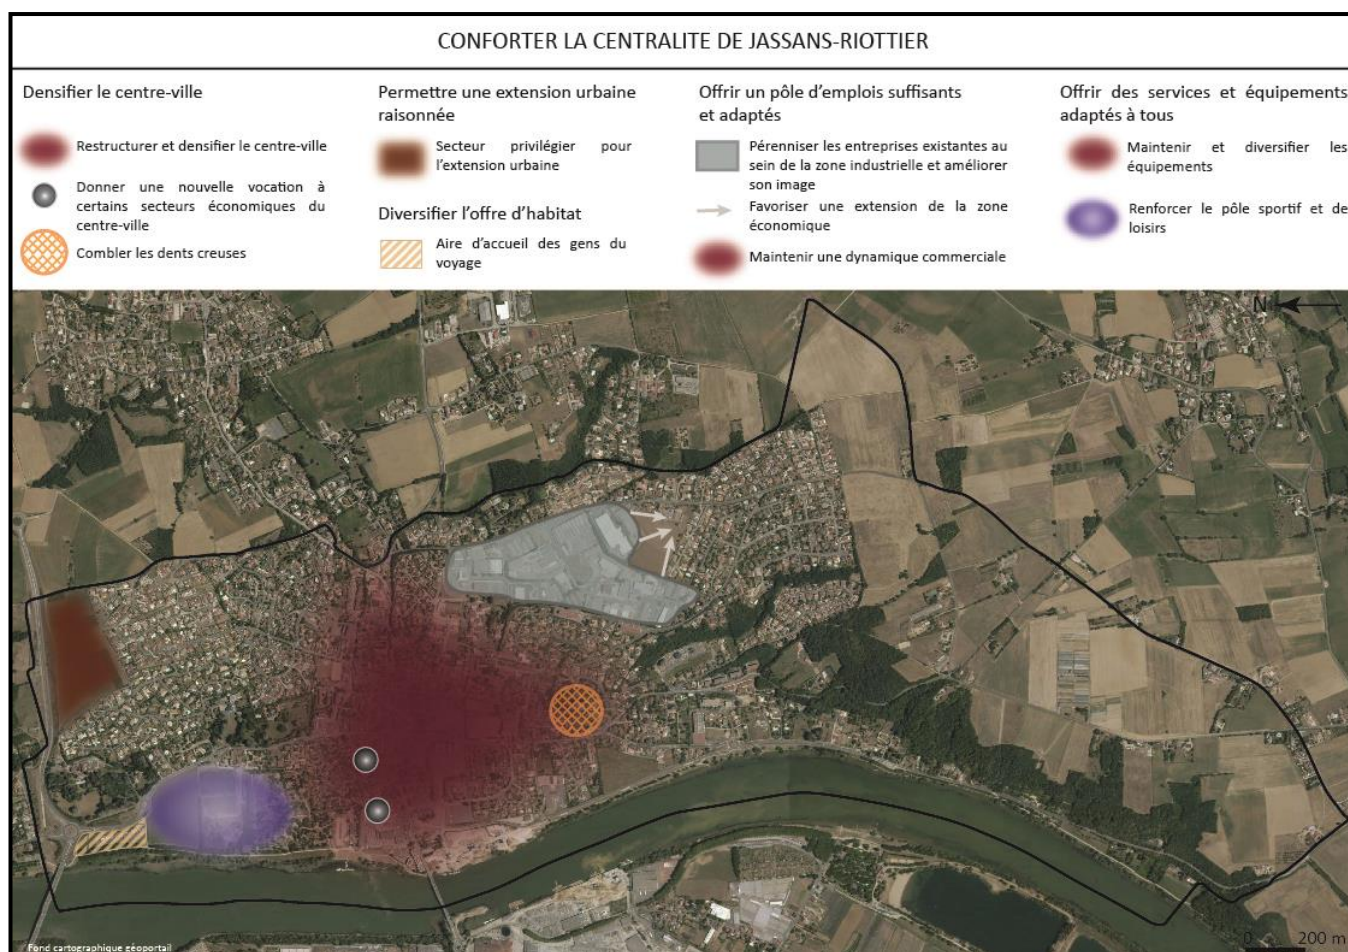 CONFORTER LA CENTRALITE DE JASSANS-RIOTTIER
Densifier le centre-ville
Restructurer et densifier le centre-ville
Donner une nouvelle vocation à
certains secteurs économiques du
centre-ville
Combler les dents creuses
Permettre une extension urbaine
raisonnée
Secteur privilégier pour
l'extension urbaine
Diversifier l'offre d'habitat
Aire d'accueil des gens du
voyage
Offrir un pôle d'emplois suffisants
et adaptés
Pérenniser les entreprises existantes au
sein de la zone industrielle et améliorer
son image
Favoriser une extension de la zone
économique
Maintenir une dynamique commerciale
Offrir des services et équipements
adaptés à tous
Maintenir et diversifier les
équipements
Renforcer le pôle sportif et de
loisirs
N
Fond cartographique géoportail
0 200 m